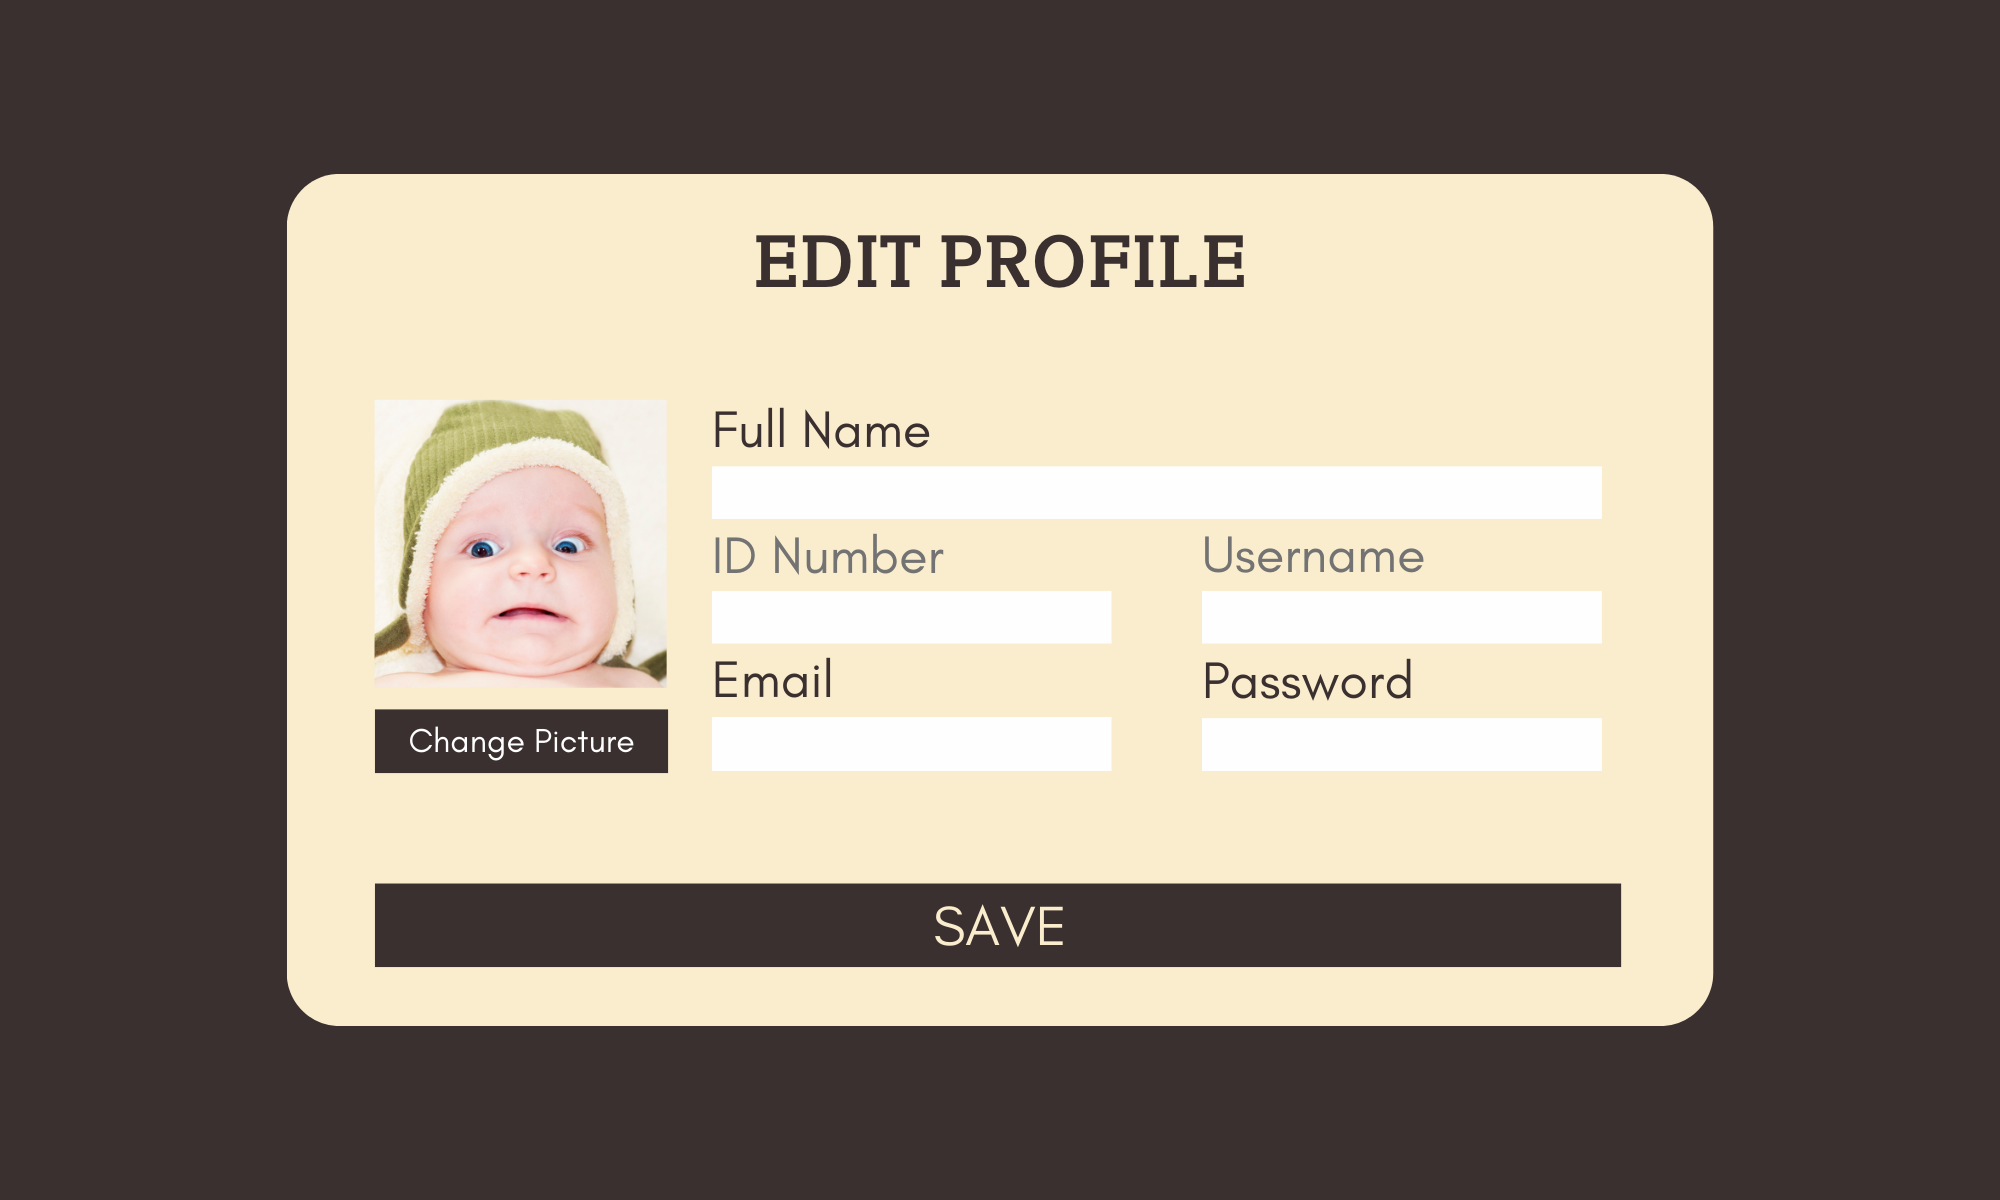 EDIT PROFILE
Full Name
ID Number
Username
Email
Password
Change Picture
SAVE